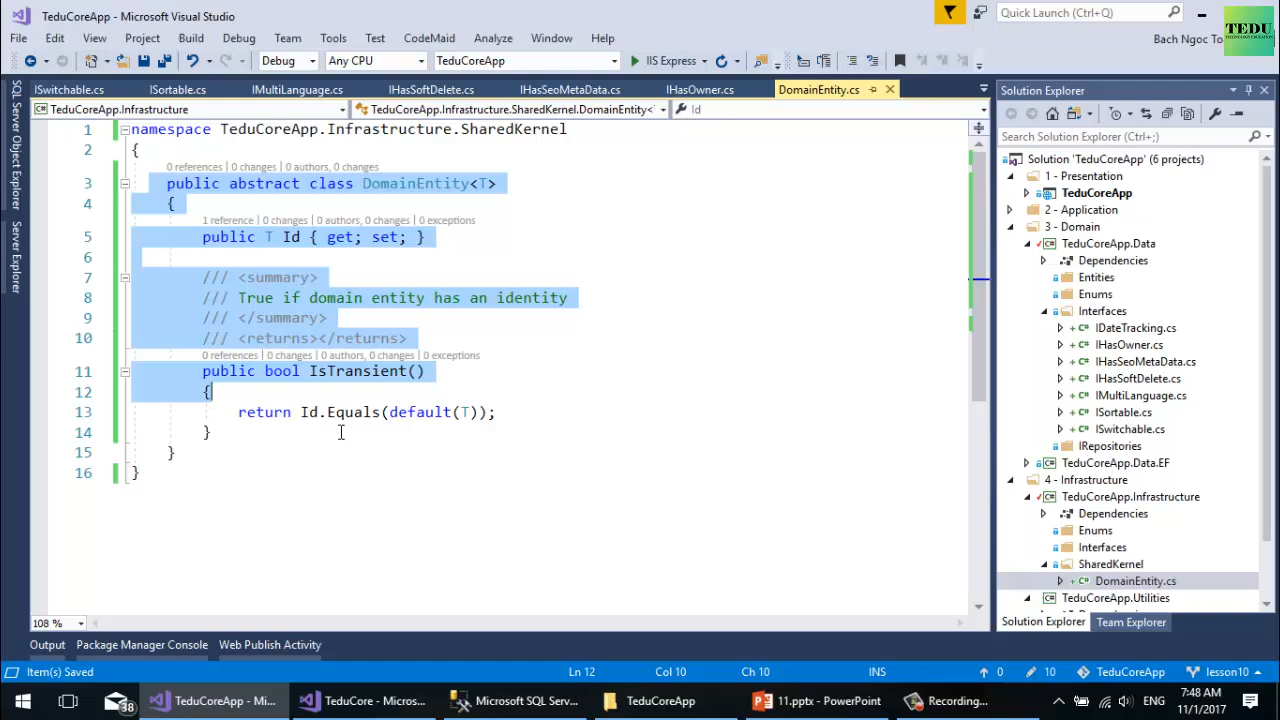 TeduCoreApp - Microsoft Visual Studio
Quick Launch (Ctrl+Q)
TEDU
File Edit View Project Build Debug Team Tools Test CodeMaid Analyze Window Help
Bach Ngoc To
Debug Any CPU TeduCoreApp IIS Express
ISwitchable.cs ISortable.cs IMultiLanguage.cs IHasSoftDelete.cs IHasSeoMetaData.cs IHasOwner.cs DomainEntity.cs
TeduCoreApp.Infrastructure TeduCoreApp.Infrastructure.SharedKernel.DomainEntity< Id
SQL Server Object Explorer
Server Explorer
1 namespace TeduCoreApp.Infrastructure.SharedKernel
2 {
0 references | 0 changes | 0 authors, 0 changes
3 public abstract class DomainEntity<T>
4 {
1 reference | 0 changes | 0 authors, 0 changes | 0 exceptions
5 public T Id { get; set; }
6
7 /// <summary>
8 /// True if domain entity has an identity
9 /// </summary>
10 /// <returns></returns>
0 references | 0 changes | 0 authors, 0 changes | 0 exceptions
11 public bool IsTransient()
12 {
13 return Id.Equals(default(T));
14 }
15 }
16 }
108 %
Solution Explorer
Search Solution Explorer (Ctrl+;)
Solution 'TeduCoreApp' (6 projects)
1 - Presentation
TeduCoreApp
2 - Application
3 - Domain
TeduCoreApp.Data
Dependencies
Entities
Enums
Interfaces
IDateTracking.cs
IHasOwner.cs
IHasSeoMetaData.cs
IHasSoftDelete.cs
IMultiLanguage.cs
ISortable.cs
ISwitchable.cs
IRepositories
TeduCoreApp.Data.EF
4 - Infrastructure
TeduCoreApp.Infrastructure
Dependencies
Enums
Interfaces
SharedKernel
DomainEntity.cs
TeduCoreApp.Utilities
Solution Explorer Team Explorer
Output Package Manager Console Web Publish Activity
Item(s) Saved Ln 12 Col 10 Ch 10 INS 0 10 TeduCoreApp lesson10
38 TeduCoreApp - Mi... TeduCore - Micros... Microsoft SQL Serv... TeduCoreApp 11.pptx - PowerPoint Recording... ENG
7:48 AM
11/1/2017